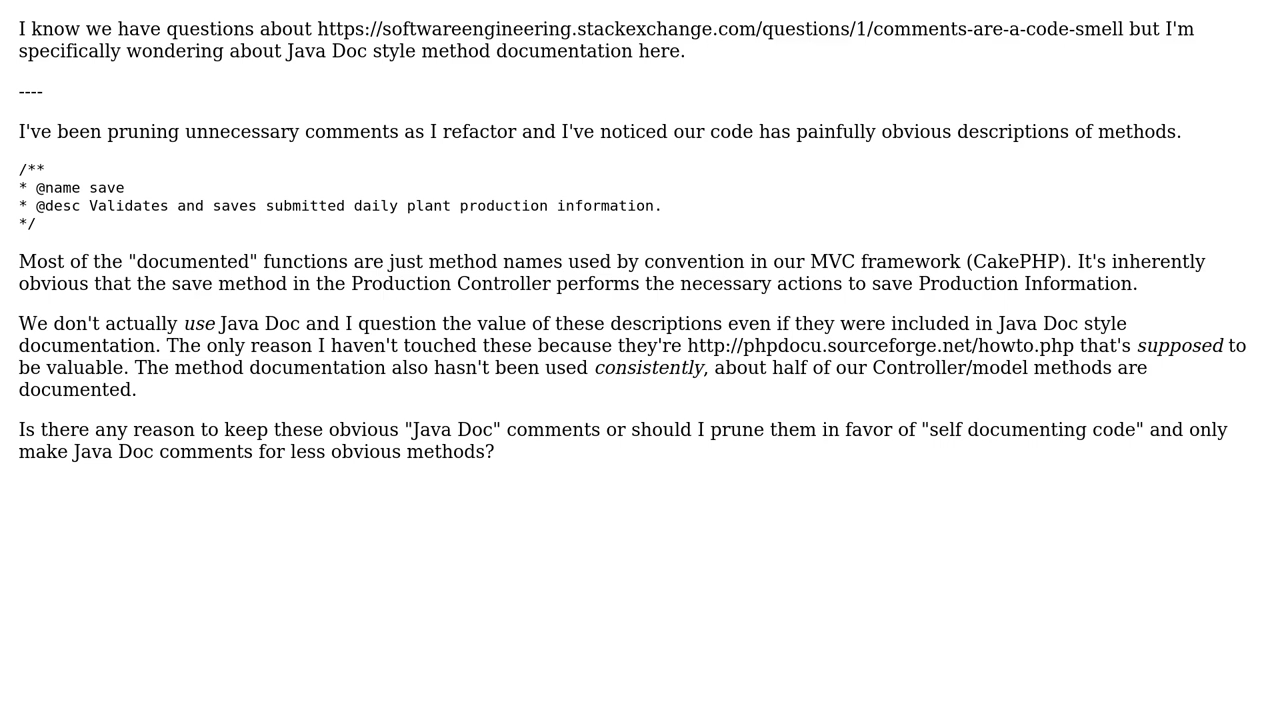 I know we have questions about https://softwareengineering.stackexchange.com/questions/1/comments-are-a-code-smell but I'm
specifically wondering about Java Doc style method documentation here.
----
I've been pruning unnecessary comments as I refactor and I've noticed our code has painfully obvious descriptions of methods.
/**
* @name save
* @desc Validates and saves submitted daily plant production information.
*/
Most of the "documented" functions are just method names used by convention in our MVC framework (CakePHP). It's inherently
obvious that the save method in the Production Controller performs the necessary actions to save Production Information.
We don't actually use Java Doc and I question the value of these descriptions even if they were included in Java Doc style
documentation. The only reason I haven't touched these because they're http://phpdocu.sourceforge.net/howto.php that's supposed to
be valuable. The method documentation also hasn't been used consistently, about half of our Controller/model methods are
documented.
Is there any reason to keep these obvious "Java Doc" comments or should I prune them in favor of "self documenting code" and only
make Java Doc comments for less obvious methods?